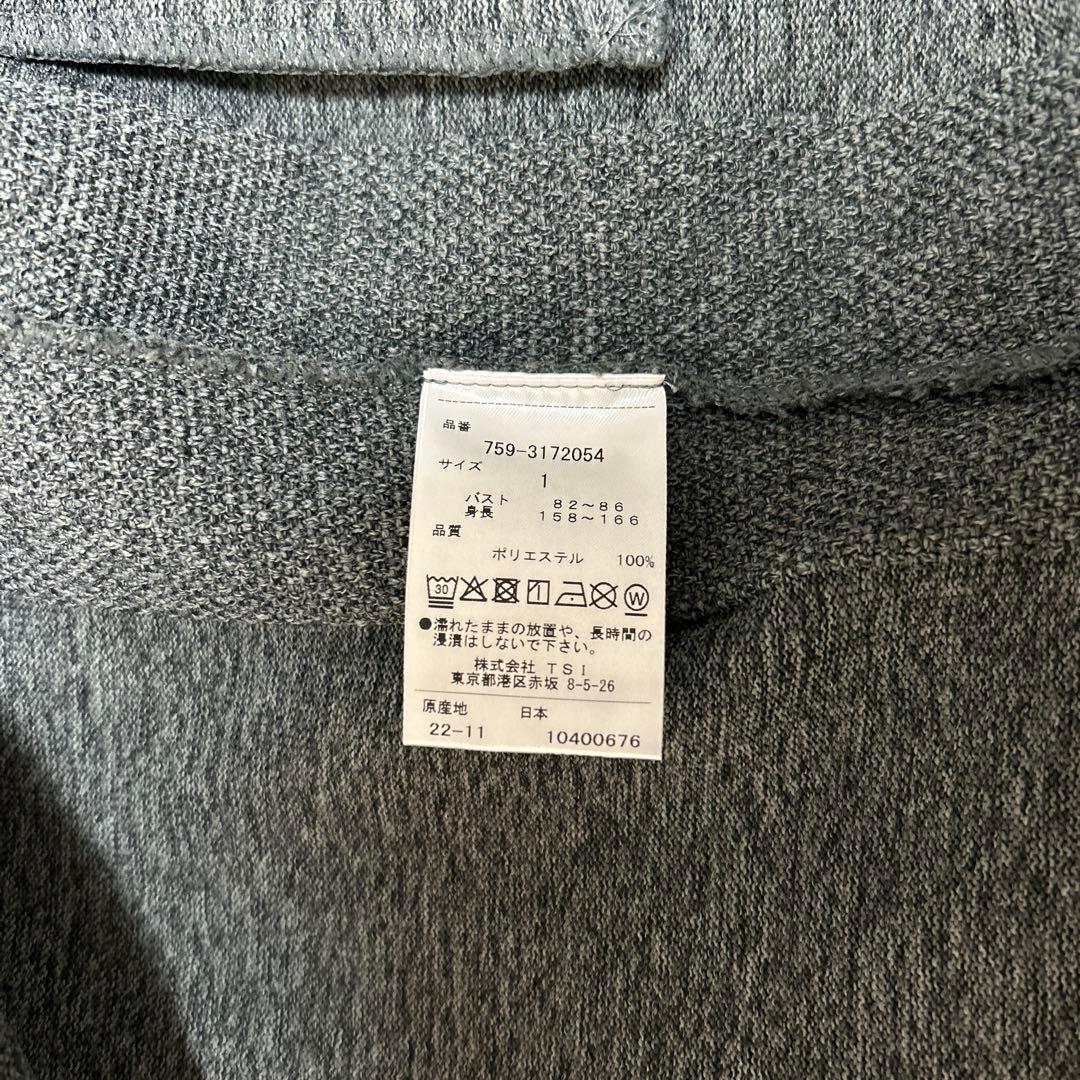 品番
759-3172054
サイズ
1
バスト 82～86
身長 158～166
品質
ポリエステル 100%
30 W
●濡れたままの放置や、長時間の
浸漬はしないで下さい。
株式会社 TSI
東京都港区赤坂 8-5-26
原産地 日本
22-11 10400676